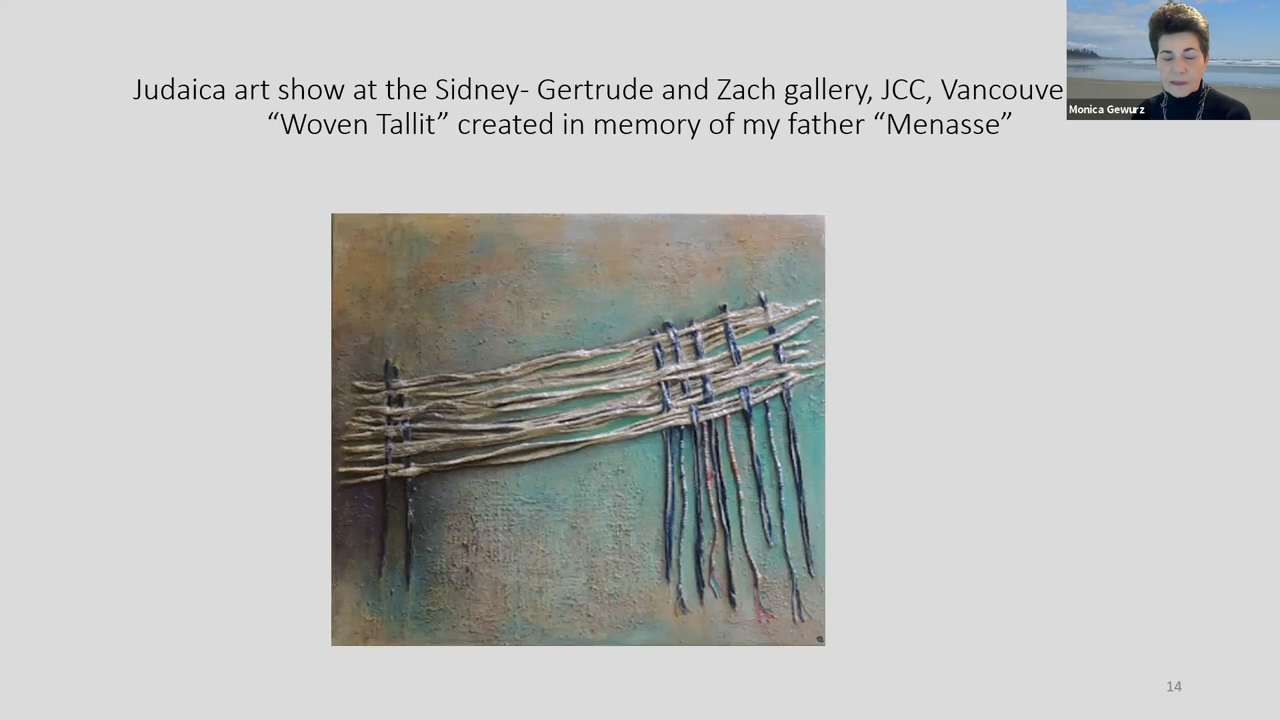 Judaica art show at the Sidney- Gertrude and Zach gallery, JCC, Vancouve
“Woven Tallit” created in memory of my father “Menasse”
Monica Gewurz
14